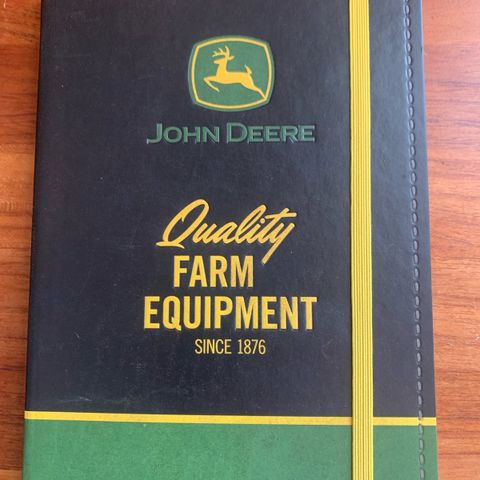 JOHN DEERE
Quality
FARM
EQUIPMENT
SINCE 1876